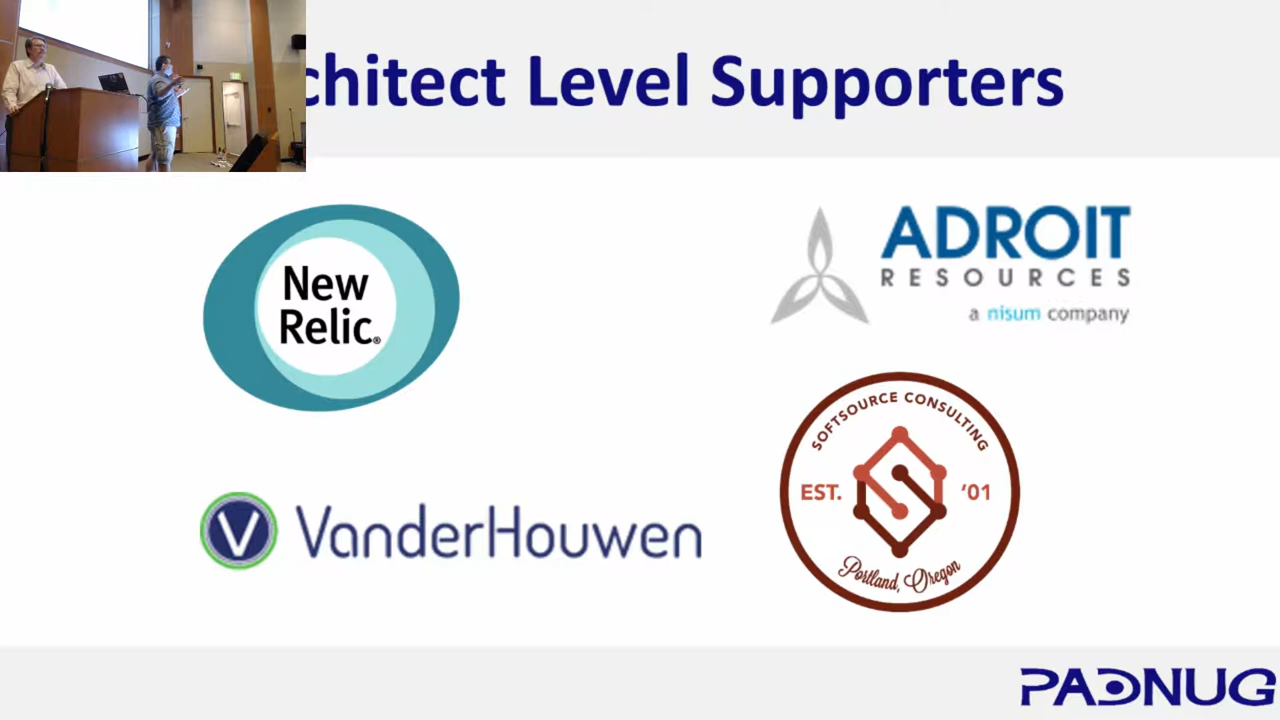 chitect Level Supporters
New
Relic®
ADROIT
RESOURCES
a nisum company
SOFTSOURCE CONSULTING
EST. '01
Portland, Oregon
V VanderHouwen
PADNUG